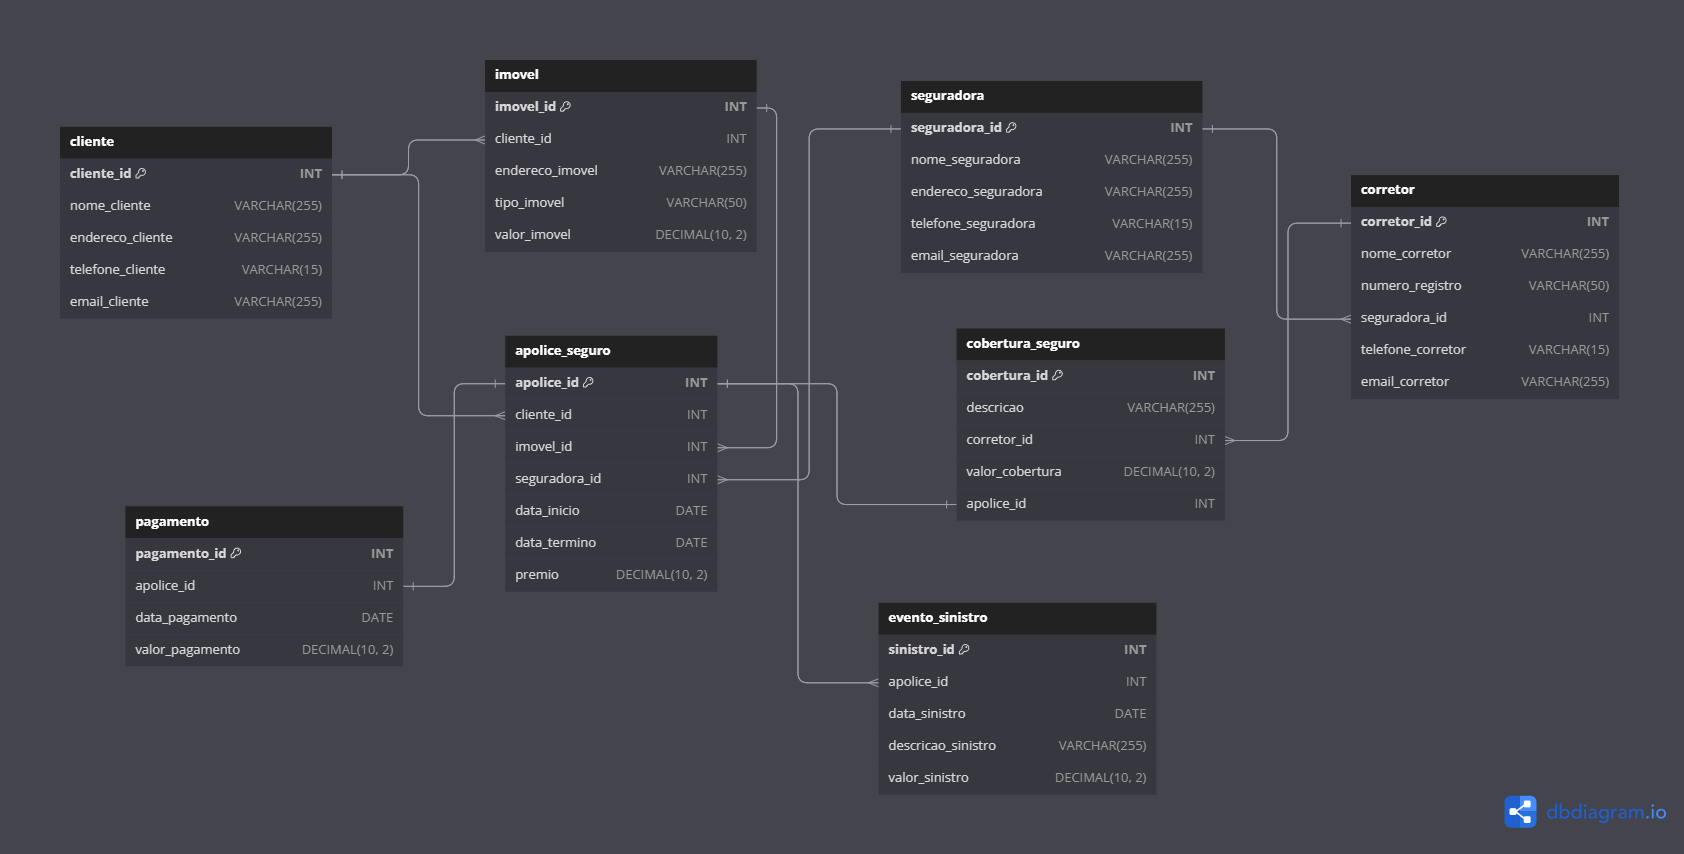 cliente
cliente_id INT
nome_cliente VARCHAR(255)
endereco_cliente VARCHAR(255)
telefone_cliente VARCHAR(15)
email_cliente VARCHAR(255)
imovel
imovel_id INT
cliente_id INT
endereco_imovel VARCHAR(255)
tipo_imovel VARCHAR(50)
valor_imovel DECIMAL(10, 2)
seguradora
seguradora_id INT
nome_seguradora VARCHAR(255)
endereco_seguradora VARCHAR(255)
telefone_seguradora VARCHAR(15)
email_seguradora VARCHAR(255)
corretor
corretor_id INT
nome_corretor VARCHAR(255)
numero_registro VARCHAR(50)
seguradora_id INT
telefone_corretor VARCHAR(15)
email_corretor VARCHAR(255)
apolice_seguro
apolice_id INT
cliente_id INT
imovel_id INT
seguradora_id INT
data_inicio DATE
data_termino DATE
premio DECIMAL(10, 2)
cobertura_seguro
cobertura_id INT
descricao VARCHAR(255)
corretor_id INT
valor_cobertura DECIMAL(10, 2)
apolice_id INT
pagamento
pagamento_id INT
apolice_id INT
data_pagamento DATE
valor_pagamento DECIMAL(10, 2)
evento_sinistro
sinistro_id INT
apolice_id INT
data_sinistro DATE
descricao_sinistro VARCHAR(255)
valor_sinistro DECIMAL(10, 2)
dbdiagram.io